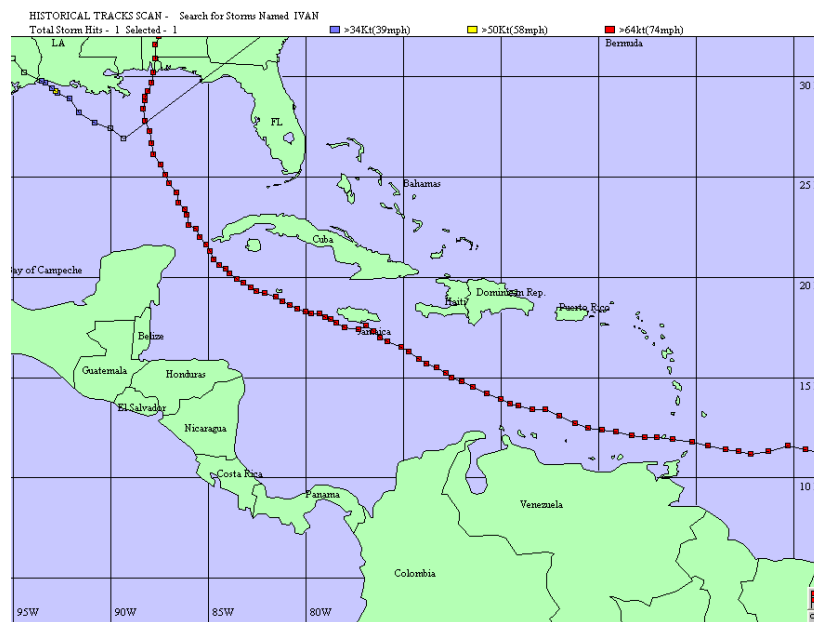 HISTORICAL TRACKS SCAN - Search for Storms Named IVAN
Total Storm Hits - 1 Selected - 1 >34Kt(39mph) >50Kt(58mph) >64kt(74mph)
LA Bermuda
30
FL
25
Bahamas
Cuba
ay of Campeche
20
Dominican Rep.
Haiti
Puerto Rico
Jamaica
Belize
Guatemala
Honduras
15
El Salvador
Nicaragua
Costa Rica
10
Panama
Venezuela
Colombia
95W 90W 85W 80W